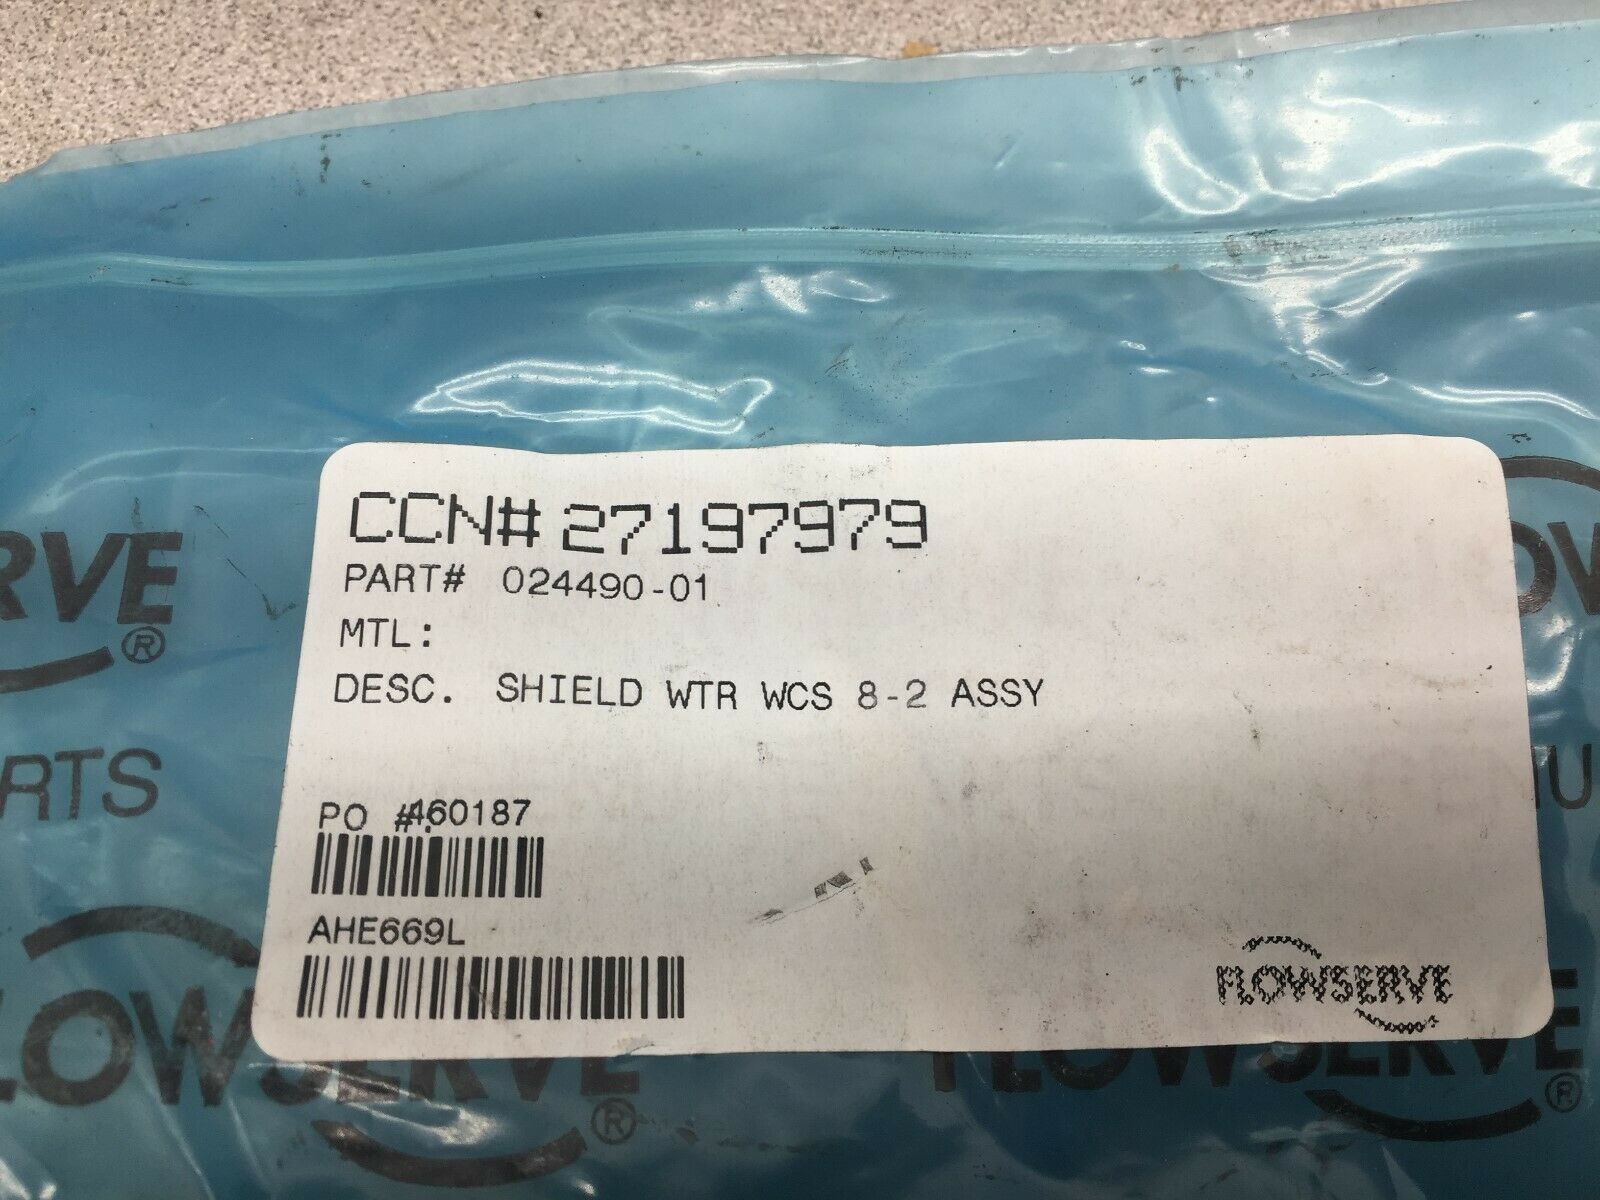 CCN# 27197979
PART# 024490-01
MTL:
DESC. SHIELD WTR WCS 8-2 ASSY
PO #: 460187
AHE669L
FLOWSERVE
RVE®
RTS
LOWSERVE®
FLOWSERVE®